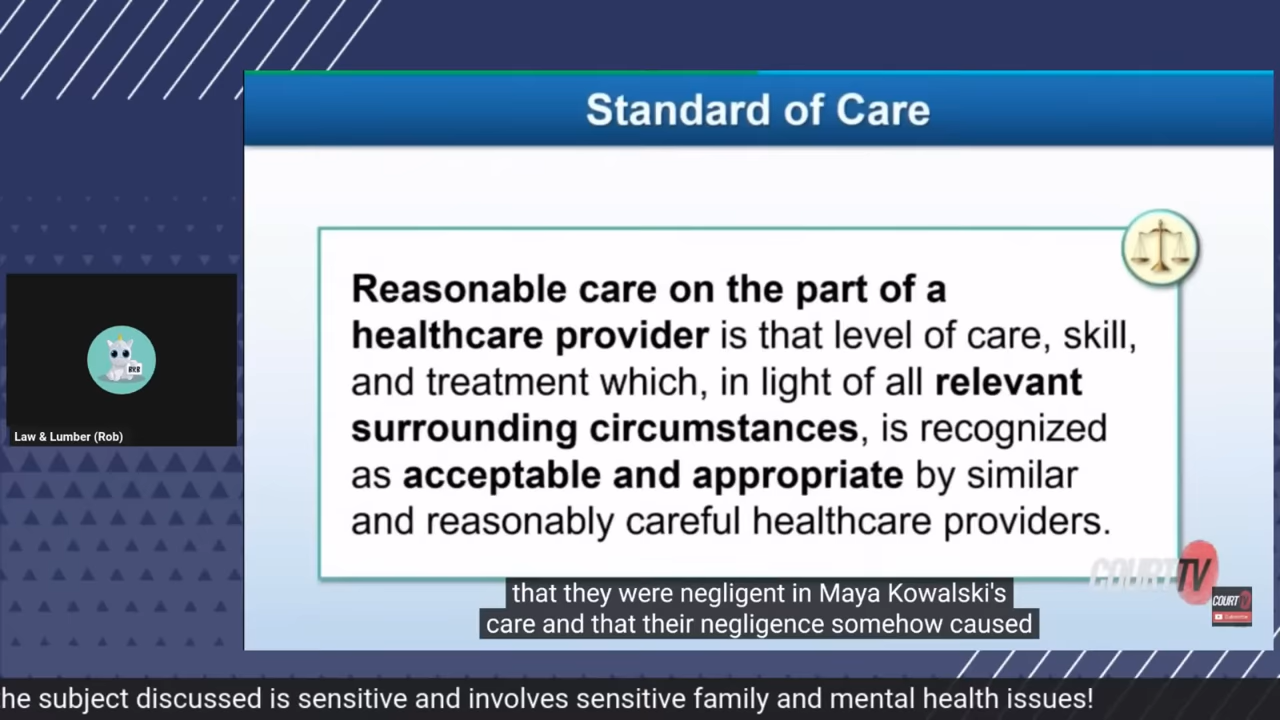 Standard of Care
Reasonable care on the part of a
healthcare provider is that level of care, skill,
and treatment which, in light of all relevant
surrounding circumstances, is recognized
as acceptable and appropriate by similar
and reasonably careful healthcare providers.
Law & Lumber (Rob)
COURT TV
COURT TV
Subscribe
that they were negligent in Maya Kowalski's
care and that their negligence somehow caused
he subject discussed is sensitive and involves sensitive family and mental health issues!